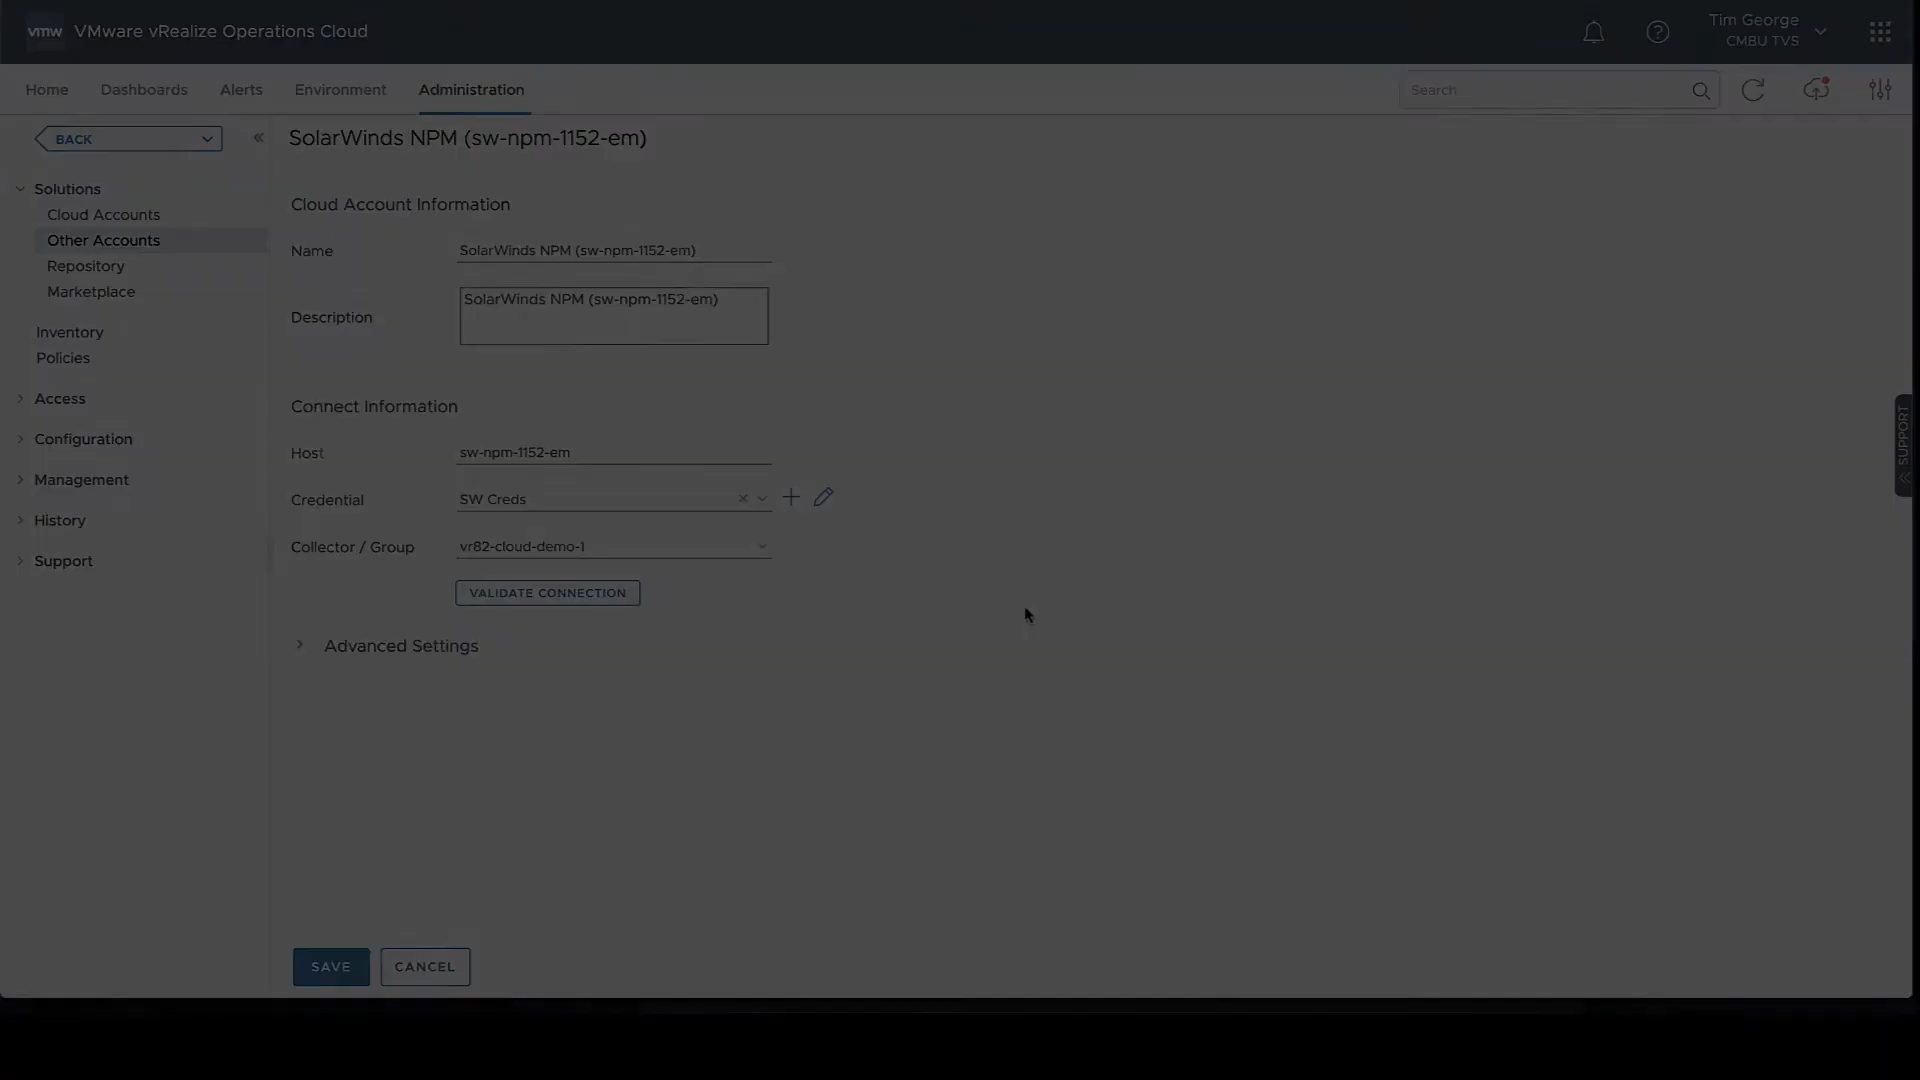 vmw VMware vRealize Operations Cloud
Tim George
CMBU TVS
Home Dashboards Alerts Environment Administration Search
BACK
SolarWinds NPM (sw-npm-1152-em)
Solutions
Cloud Accounts
Other Accounts
Repository
Marketplace
Inventory
Policies
Access
Configuration
Management
History
Support
Cloud Account Information
Name SolarWinds NPM (sw-npm-1152-em)
Description SolarWinds NPM (sw-npm-1152-em)
Connect Information
Host sw-npm-1152-em
Credential SW Creds
Collector / Group vr82-cloud-demo-1
VALIDATE CONNECTION
Advanced Settings
SAVE CANCEL
SUPPORT